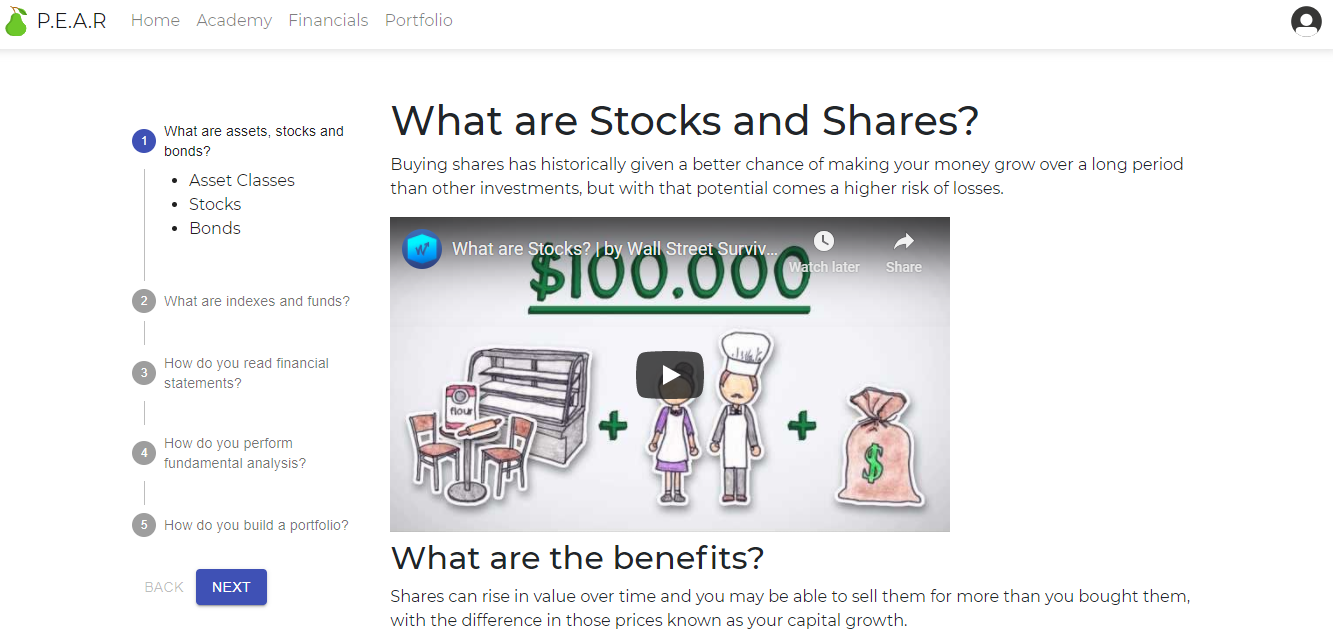 P.E.A.R Home Academy Financials Portfolio
1 What are assets, stocks and
bonds?
• Asset Classes
• Stocks
• Bonds
2 What are indexes and funds?
3 How do you read financial
statements?
4 How do you perform
fundamental analysis?
5 How do you build a portfolio?
BACK NEXT
What are Stocks and Shares?
Buying shares has historically given a better chance of making your money grow over a long period
than other investments, but with that potential comes a higher risk of losses.
What are Stocks? | by Wall Street Surviv...
Watch later
Share
$100.000
flour
+ +
$
What are the benefits?
Shares can rise in value over time and you may be able to sell them for more than you bought them,
with the difference in those prices known as your capital growth.